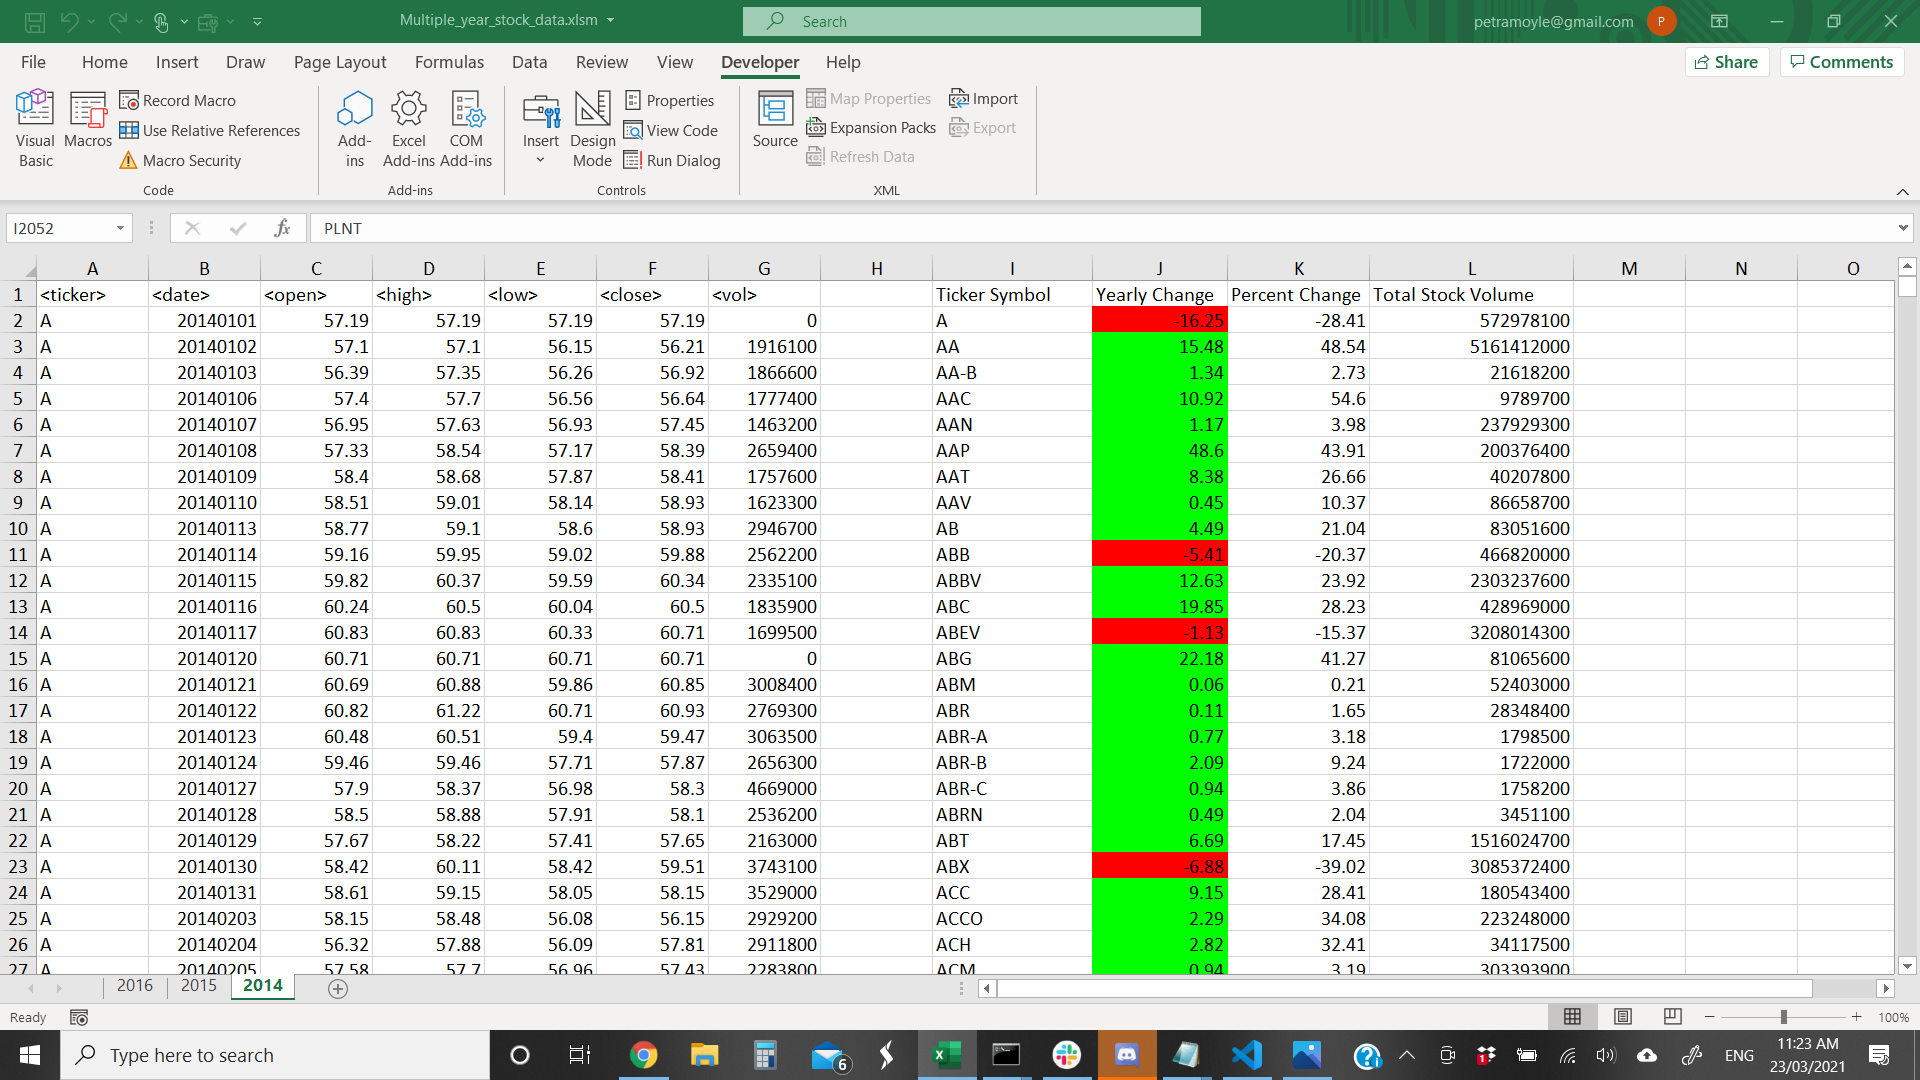 Multiple_year_stock_data.xlsm
Search
petramoyle@gmail.com
P
File Home Insert Draw Page Layout Formulas Data Review View Developer Help
Share
Comments
Visual Basic
Macros
Record Macro
Use Relative References
Macro Security
Code
Add-ins
Excel Add-ins
COM Add-ins
Add-ins
Insert
Design Mode
Properties
View Code
Run Dialog
Controls
Source
Map Properties
Expansion Packs
Refresh Data
Import
Export
XML
I2052
fx
PLNT
A B C D E F G H I J K L M N O
1 <ticker> <date> <open> <high> <low> <close> <vol> Ticker Symbol Yearly Change Percent Change Total Stock Volume
2 A 20140101 57.19 57.19 57.19 57.19 0 A -16.25 -28.41 572978100
3 A 20140102 57.1 57.1 56.15 56.21 1916100 AA 15.48 48.54 5161412000
4 A 20140103 56.39 57.35 56.26 56.92 1866600 AA-B 1.34 2.73 21618200
5 A 20140106 57.4 57.7 56.56 56.64 1777400 AAC 10.92 54.6 9789700
6 A 20140107 56.95 57.63 56.93 57.45 1463200 AAN 1.17 3.98 237929300
7 A 20140108 57.33 58.54 57.17 58.39 2659400 AAP 48.6 43.91 200376400
8 A 20140109 58.4 58.68 57.87 58.41 1757600 AAT 8.38 26.66 40207800
9 A 20140110 58.51 59.01 58.14 58.93 1623300 AAV 0.45 10.37 86658700
10 A 20140113 58.77 59.1 58.6 58.93 2946700 AB 4.49 21.04 83051600
11 A 20140114 59.16 59.95 59.02 59.88 2562200 ABB -5.41 -20.37 466820000
12 A 20140115 59.82 60.37 59.59 60.34 2335100 ABBV 12.63 23.92 2303237600
13 A 20140116 60.24 60.5 60.04 60.5 1835900 ABC 19.85 28.23 428969000
14 A 20140117 60.83 60.83 60.33 60.71 1699500 ABEV -1.13 -15.37 3208014300
15 A 20140120 60.71 60.71 60.71 60.71 0 ABG 22.18 41.27 81065600
16 A 20140121 60.69 60.88 59.86 60.85 3008400 ABM 0.06 0.21 52403000
17 A 20140122 60.82 61.22 60.71 60.93 2769300 ABR 0.11 1.65 28348400
18 A 20140123 60.48 60.51 59.4 59.47 3063500 ABR-A 0.77 3.18 1798500
19 A 20140124 59.46 59.46 57.71 57.87 2656300 ABR-B 2.09 9.24 1722000
20 A 20140127 57.9 58.37 56.98 58.3 4669000 ABR-C 0.94 3.86 1758200
21 A 20140128 58.5 58.88 57.91 58.1 2536200 ABRN 0.49 2.04 3451100
22 A 20140129 57.67 58.22 57.41 57.65 2163000 ABT 6.69 17.45 1516024700
23 A 20140130 58.42 60.11 58.42 59.51 3743100 ABX -6.88 -39.02 3085372400
24 A 20140131 58.61 59.15 58.05 58.15 3529000 ACC 9.15 28.41 180543400
25 A 20140203 58.15 58.48 56.08 56.15 2929200 ACCO 2.29 34.08 223248000
26 A 20140204 56.32 57.88 56.09 57.81 2911800 ACH 2.82 32.41 34117500
27 A 20140205 57.58 57.7 56.96 57.43 2283800 ACM 0.94 3.19 303393900
2016 2015 2014
Ready
100%
Type here to search
6
1
ENG
11:23 AM
23/03/2021